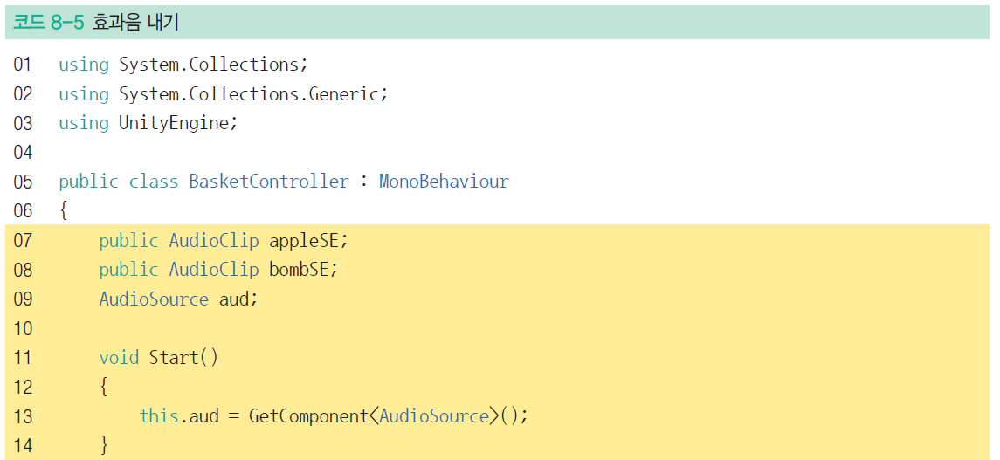 코드 8-5 효과음 내기
01 using System.Collections;
02 using System.Collections.Generic;
03 using UnityEngine;
04
05 public class BasketController : MonoBehaviour
06 {
07 public AudioClip appleSE;
08 public AudioClip bombSE;
09 AudioSource aud;
10
11 void Start()
12 {
13 this.aud = GetComponent<AudioSource>();
14 }